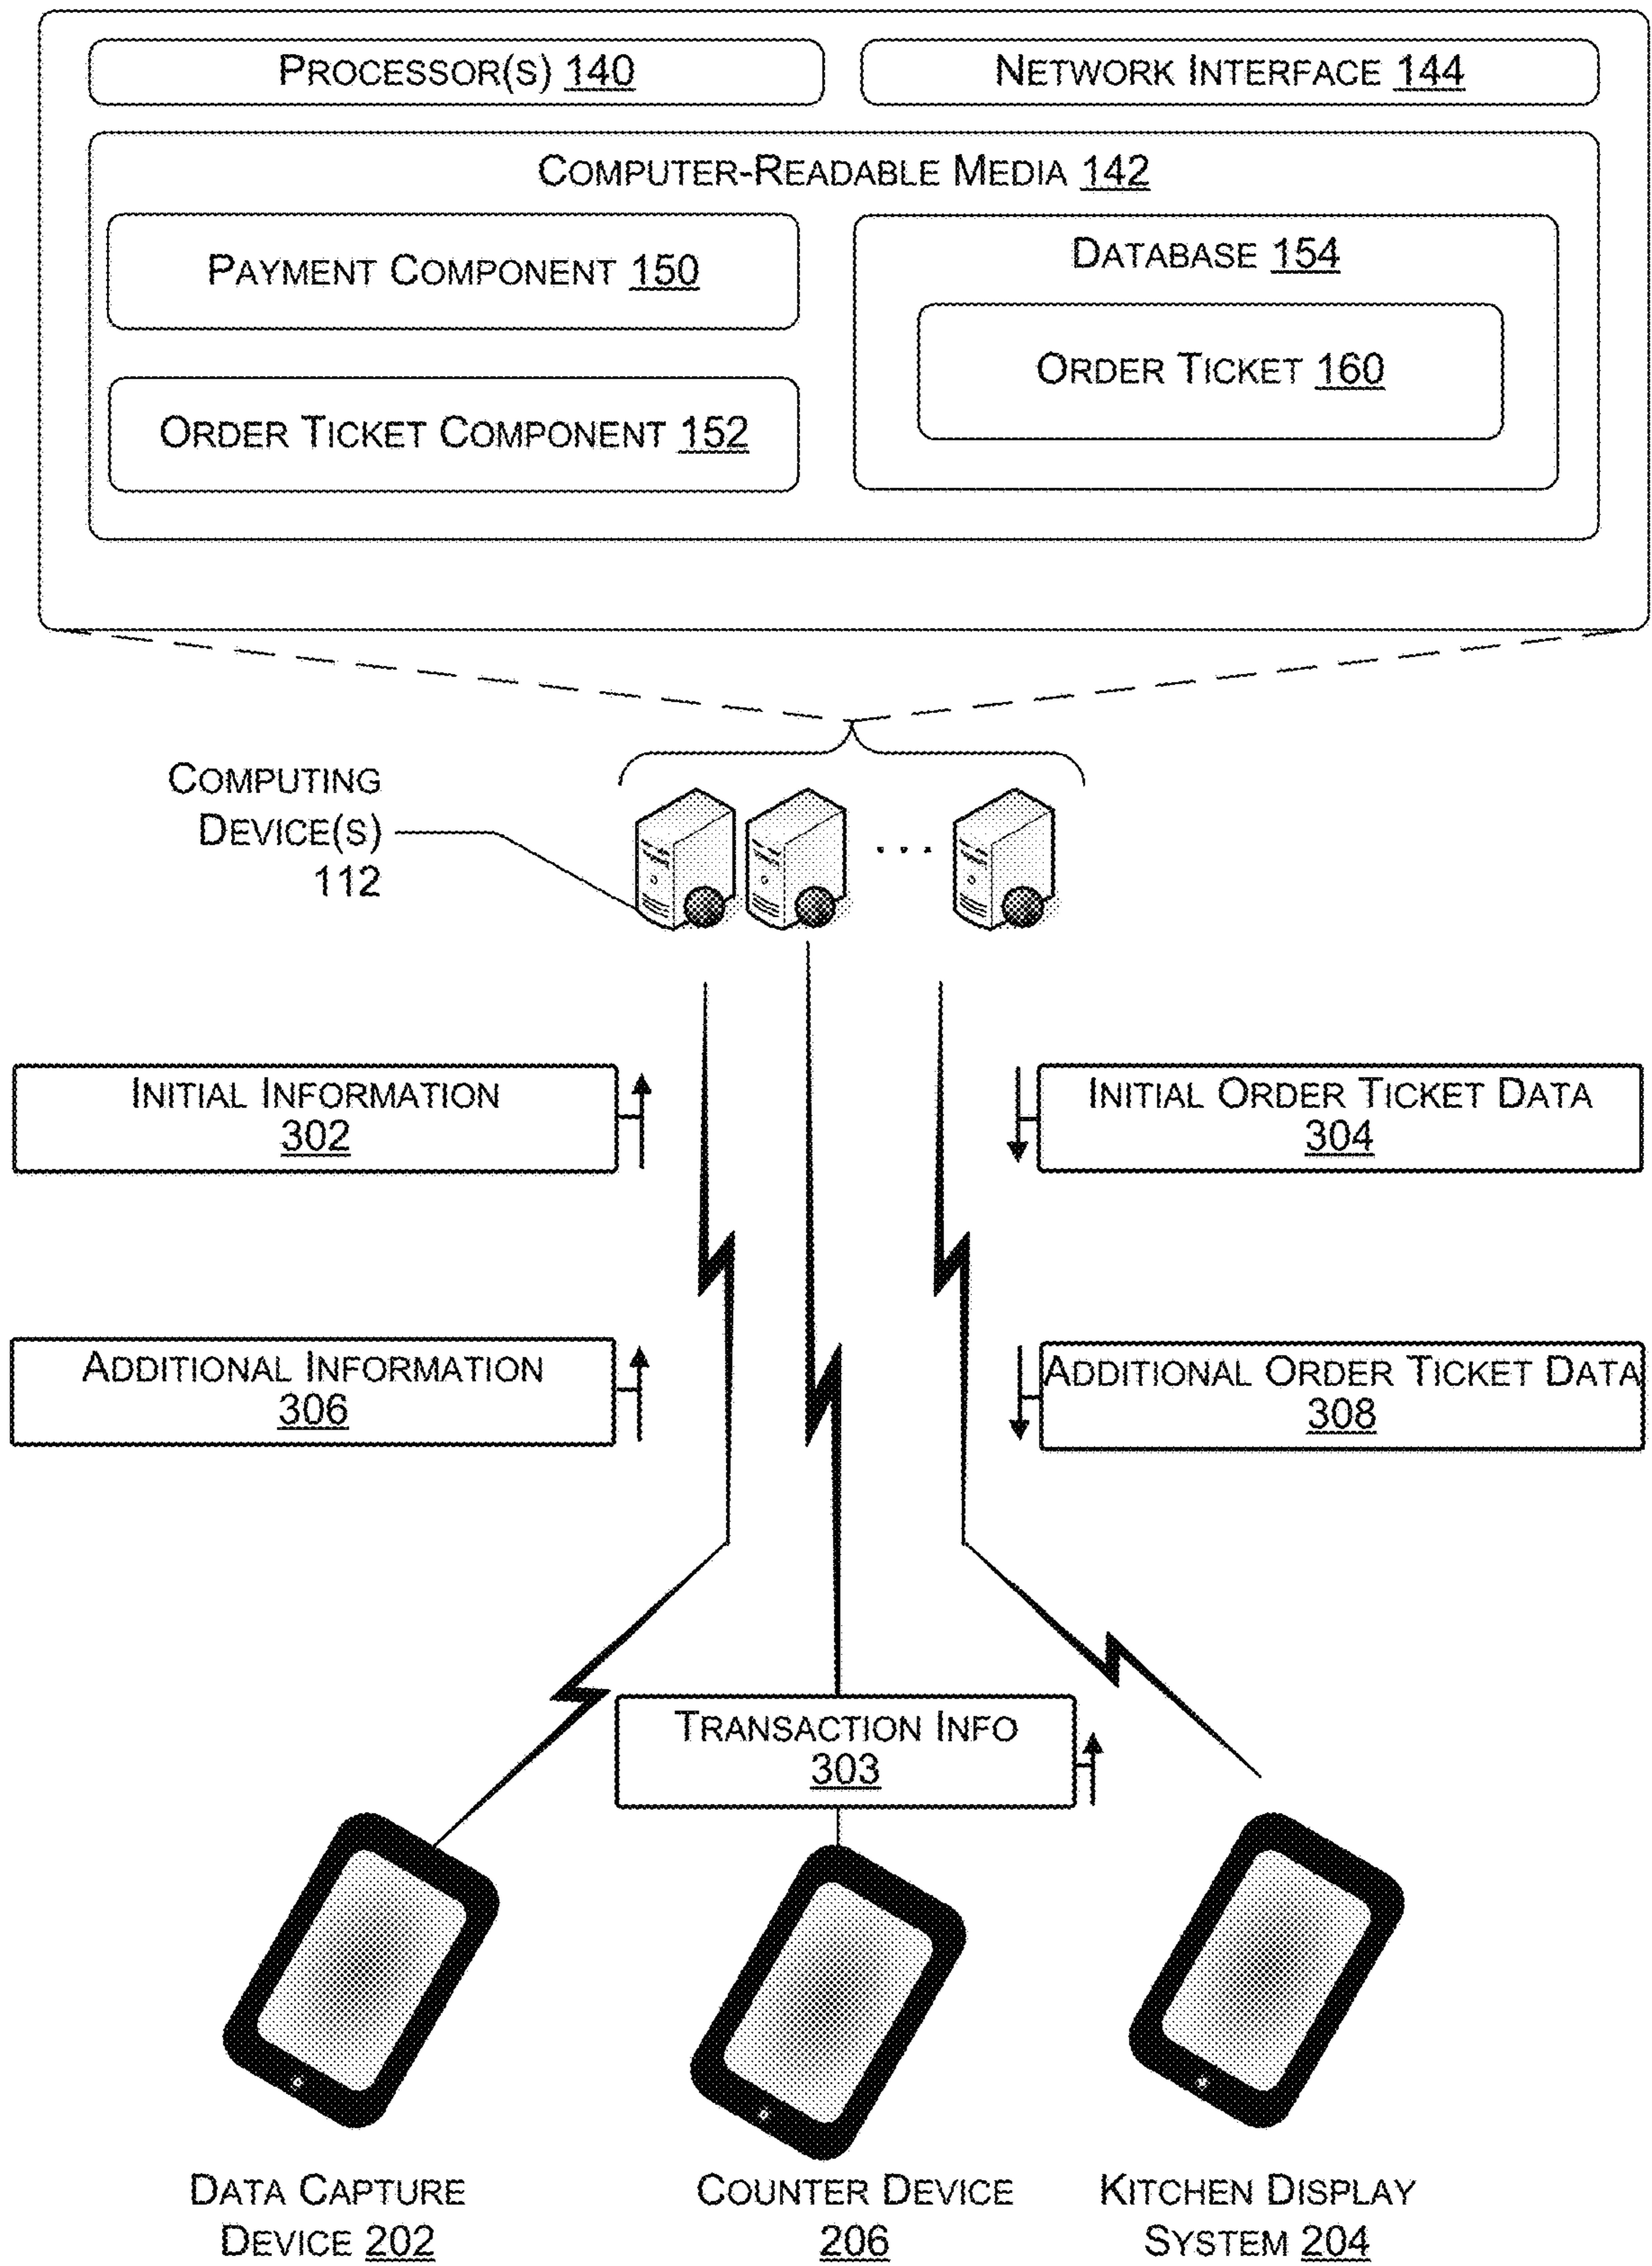 PROCESSOR(S) 140
NETWORK INTERFACE 144
COMPUTER-READABLE MEDIA 142
PAYMENT COMPONENT 150
DATABASE 154
ORDER TICKET 160
ORDER TICKET COMPONENT 152
COMPUTING
DEVICE(S)
112
...
INITIAL INFORMATION
302
INITIAL ORDER TICKET DATA
304
ADDITIONAL INFORMATION
306
ADDITIONAL ORDER TICKET DATA
308
TRANSACTION INFO
303
DATA CAPTURE
DEVICE 202
COUNTER DEVICE
206
KITCHEN DISPLAY
SYSTEM 204